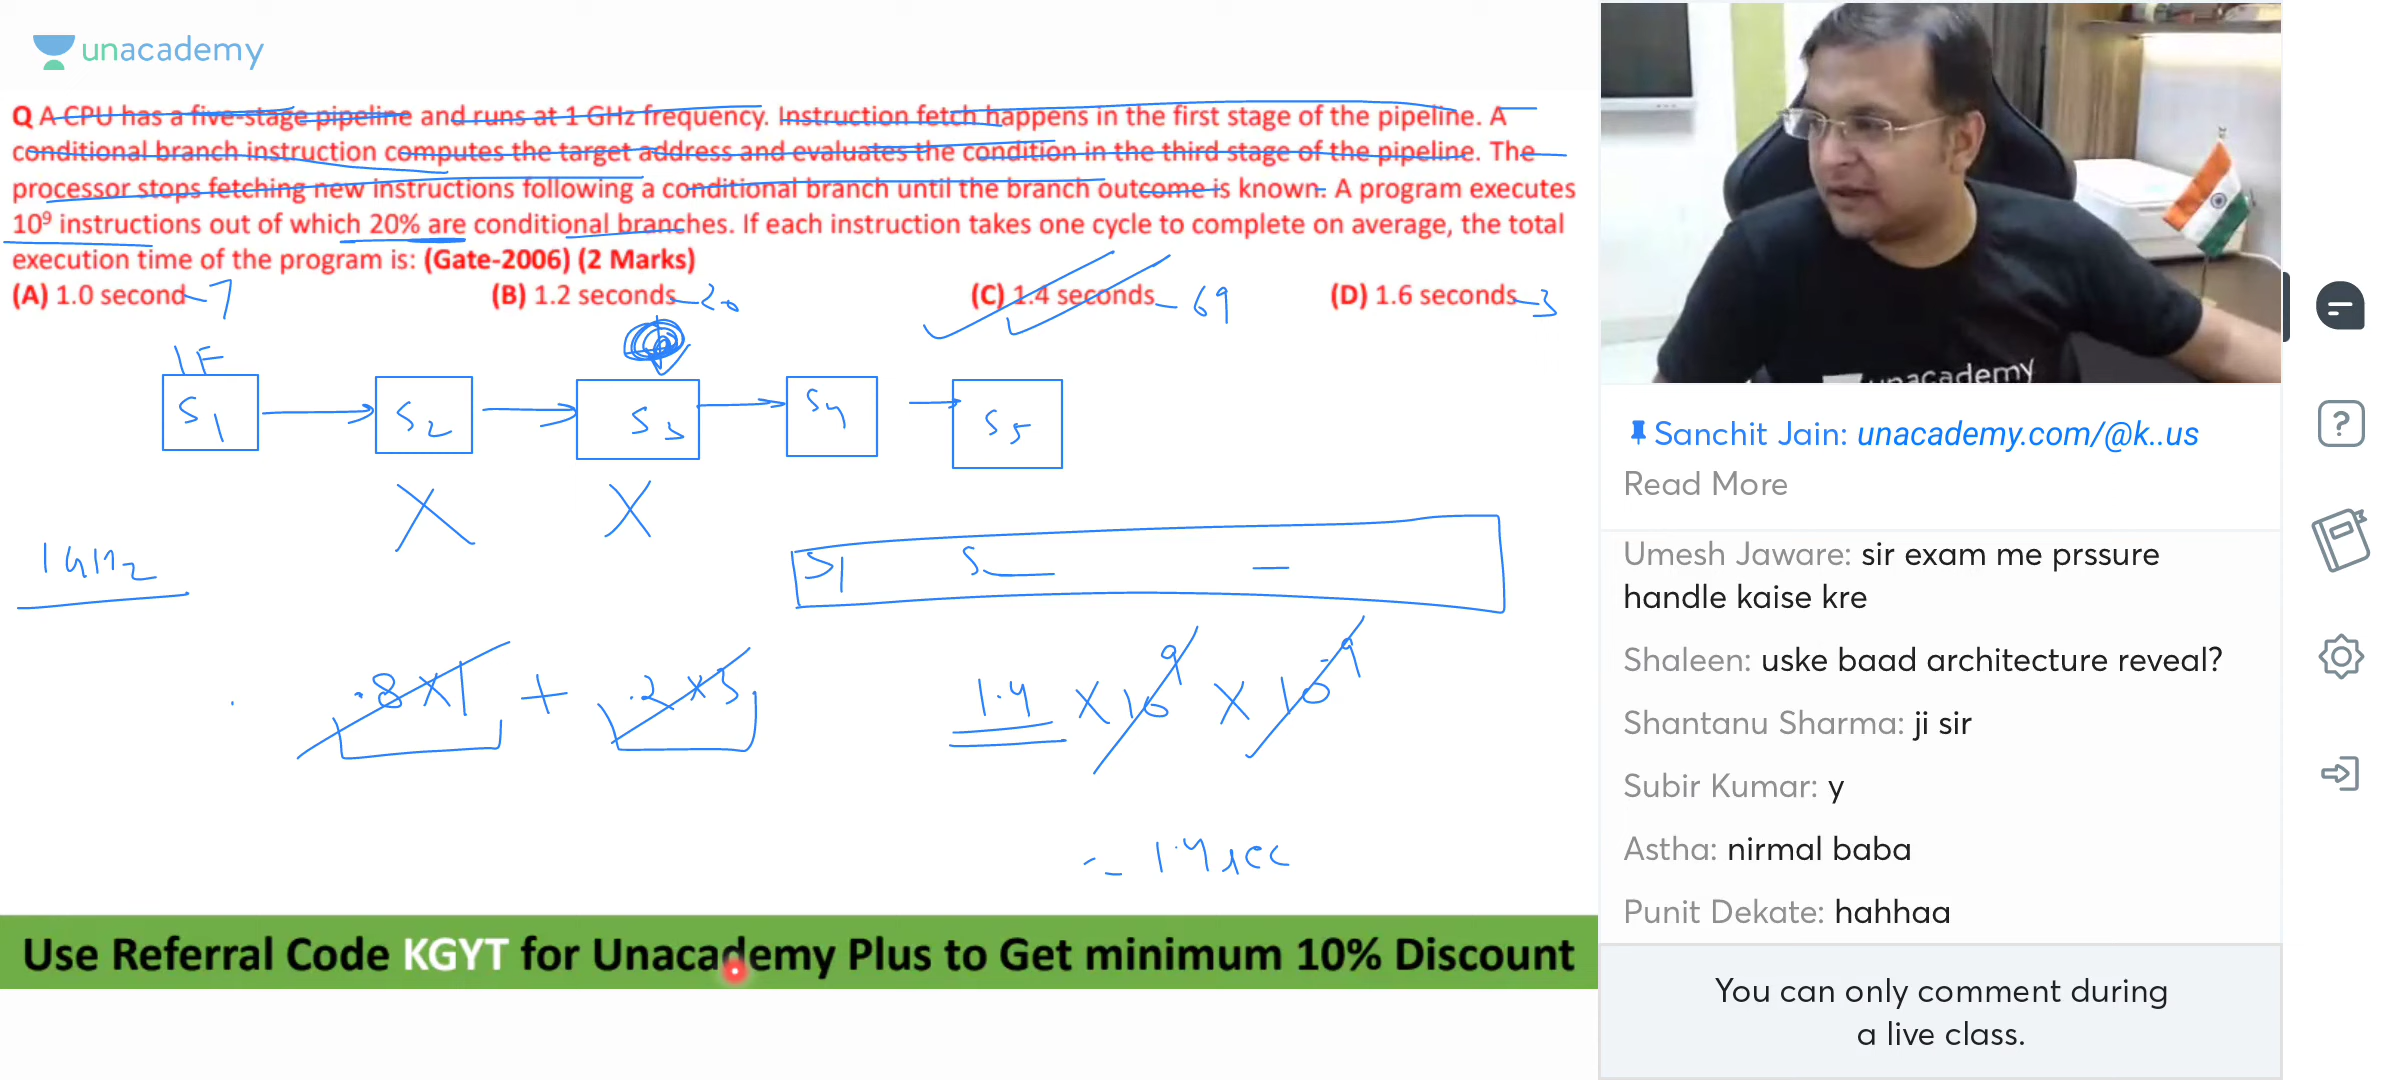 unacademy
Q A CPU has a five-stage pipeline and runs at 1 GHz frequency. Instruction fetch happens in the first stage of the pipeline. A
conditional branch instruction computes the target address and evaluates the condition in the third stage of the pipeline. The
processor stops fetching new instructions following a conditional branch until the branch outcome is known. A program executes
10⁹ instructions out of which 20% are conditional branches. If each instruction takes one cycle to complete on average, the total
execution time of the program is: (Gate-2006) (2 Marks)
(A) 1.0 second - 7 (B) 1.2 seconds - 20 (C) 1.4 seconds - 69 (D) 1.6 seconds - 3
IF
S1 S2 S3 S4 S5
X X
1GHz
S1 S
.8 x 1 + .2 x 3 1.4 x 10⁹ x 10⁻⁹
= 1.4 sec
Use Referral Code KGYT for Unacademy Plus to Get minimum 10% Discount
unacademy
Sanchit Jain: unacademy.com/@k..us
Read More
Umesh Jaware: sir exam me prssure
handle kaise kre
Shaleen: uske baad architecture reveal?
Shantanu Sharma: ji sir
Subir Kumar: y
Astha: nirmal baba
Punit Dekate: hahhaa
You can only comment during
a live class.